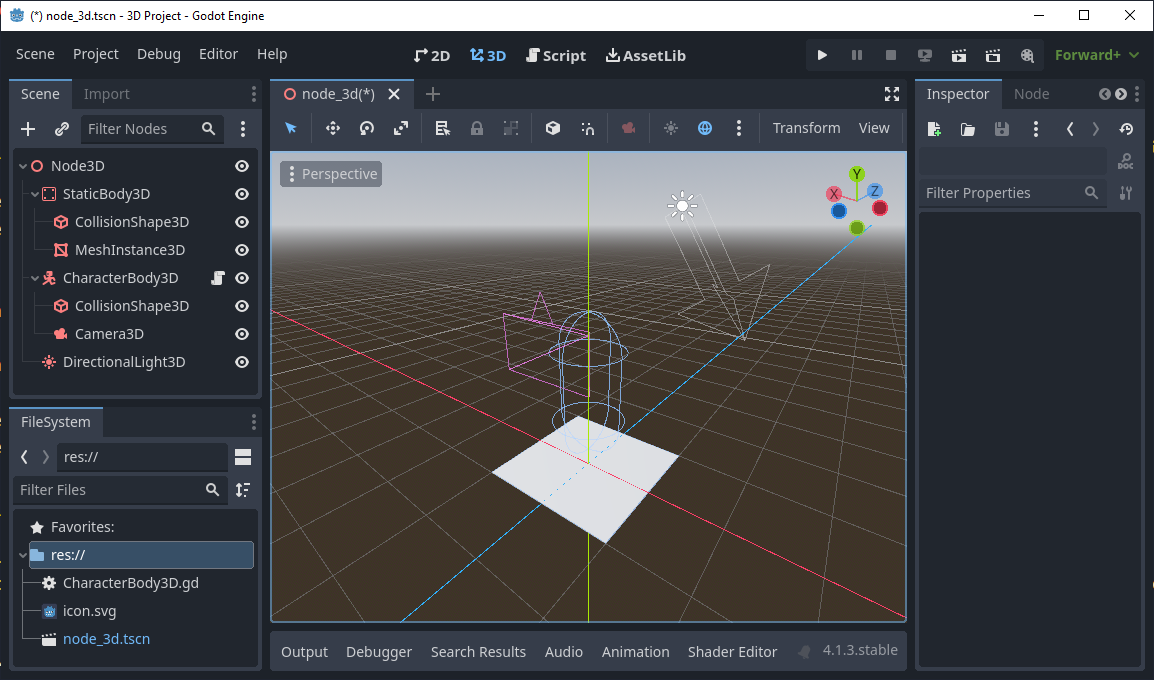 (*) node_3d.tscn - 3D Project - Godot Engine
Scene Project Debug Editor Help 2D 3D Script AssetLib Forward+
Scene Import
Filter Nodes
Node3D
StaticBody3D
CollisionShape3D
MeshInstance3D
CharacterBody3D
CollisionShape3D
Camera3D
DirectionalLight3D
FileSystem
res://
Filter Files
Favorites:
res://
CharacterBody3D.gd
icon.svg
node_3d.tscn
node_3d(*)
Transform View
Perspective
Y
X Z
Output Debugger Search Results Audio Animation Shader Editor 4.1.3.stable
Inspector Node
DOC
Filter Properties